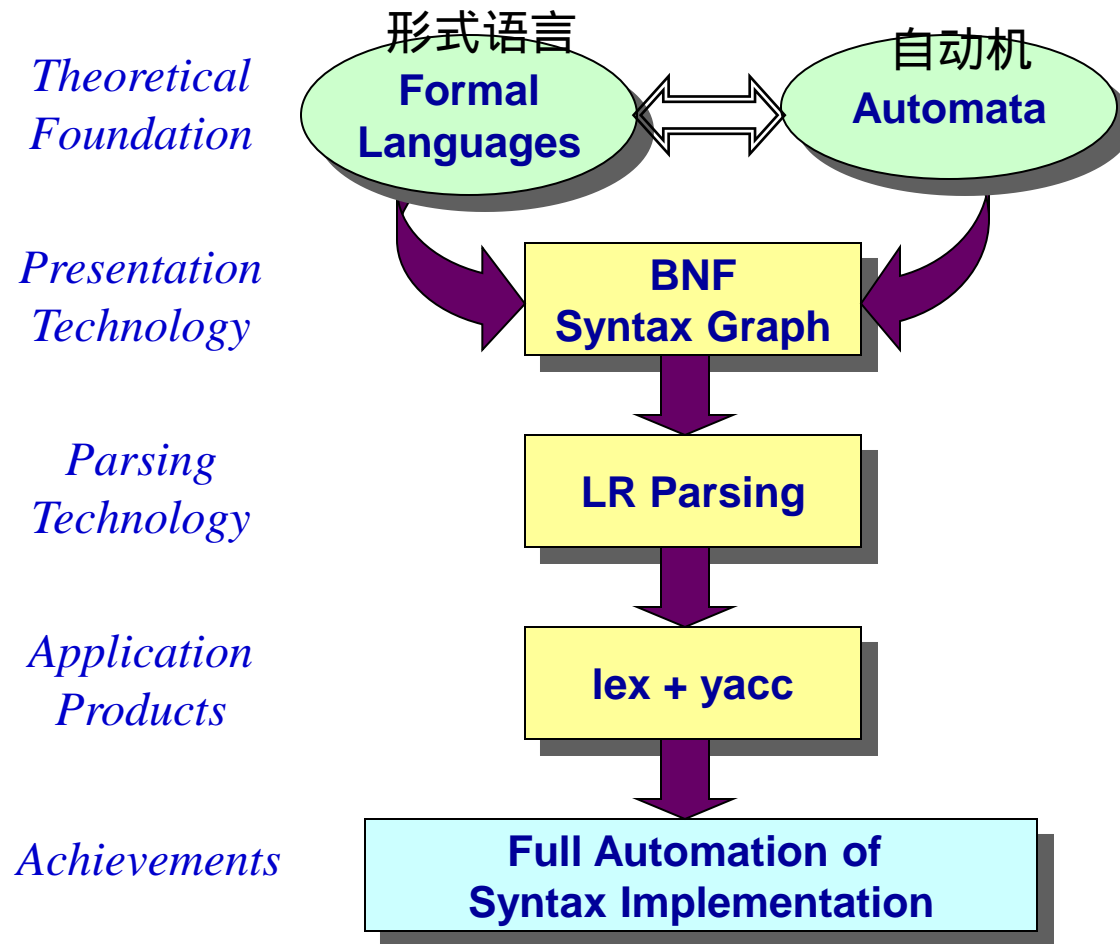 Theoretical
Foundation
形式语言
Formal
Languages
自动机
Automata
Presentation
Technology
BNF
Syntax Graph
Parsing
Technology
LR Parsing
Application
Products
lex + yacc
Achievements
Full Automation of
Syntax Implementation